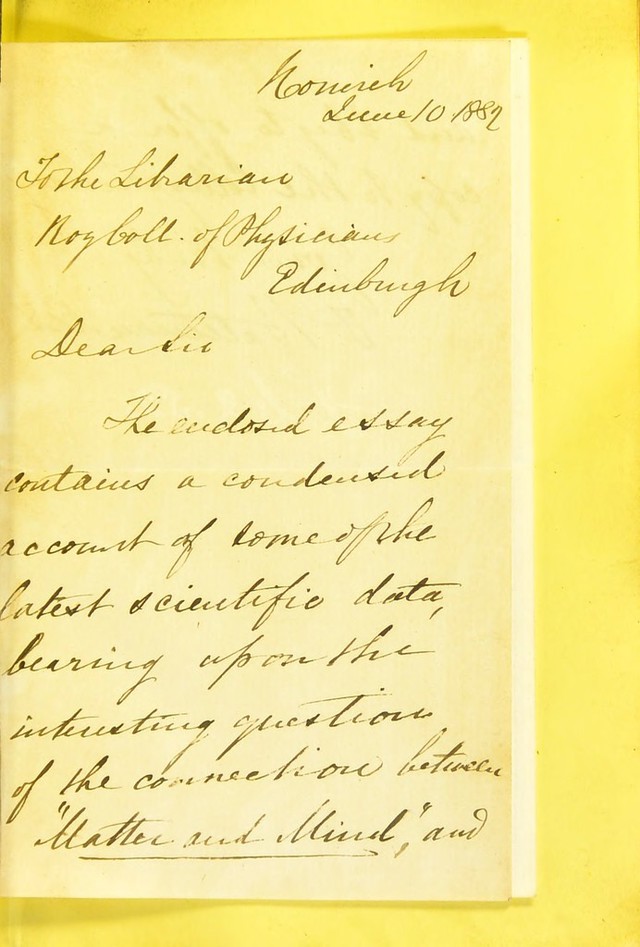 Norwich
June 10 1882
To the Librarian
Roy Coll. of Physicians
Edinburgh
Dear Sir
The enclosed essay
contains a condensed
account of some of the
latest scientific data,
bearing upon the
interesting question
of the connection between
"Matter and Mind", and